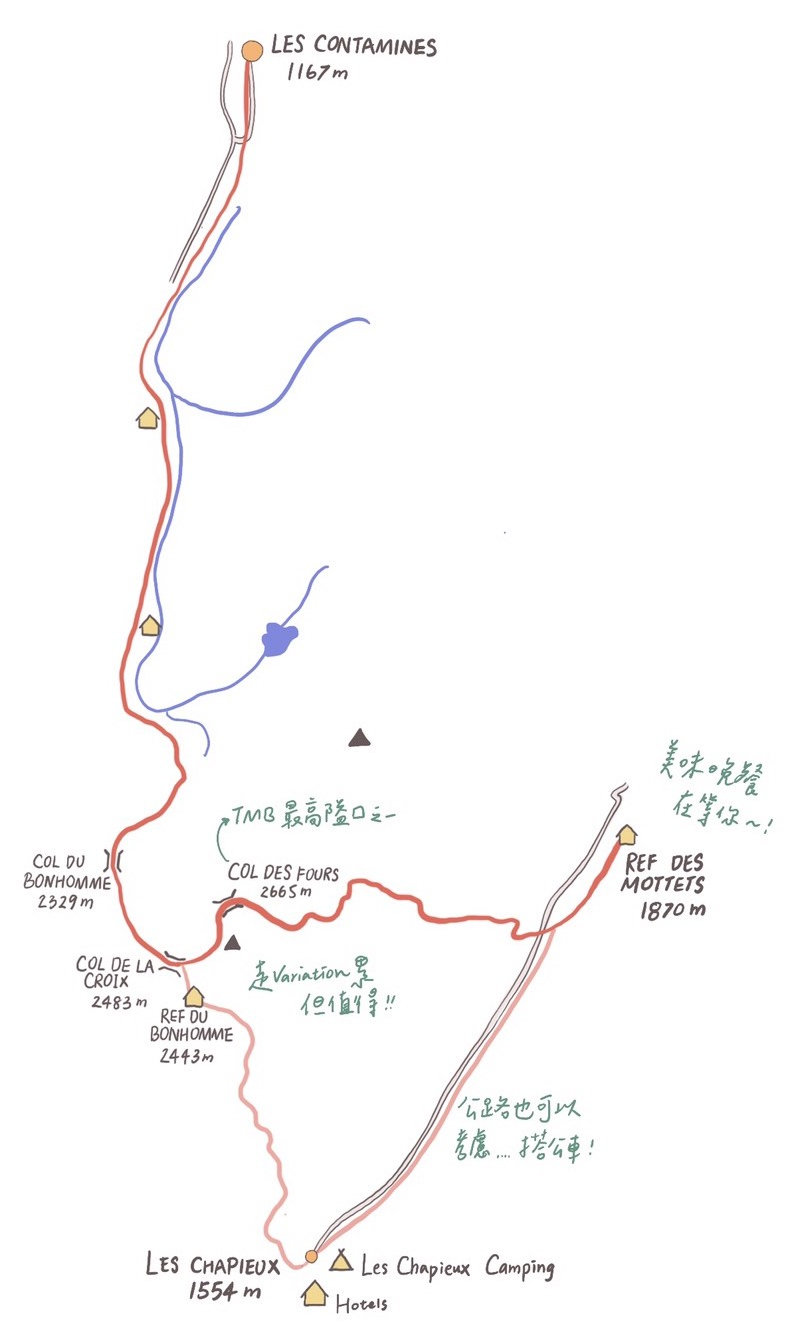 LES CONTAMINES
1167m
TMB 最高隘口之一
COL DU
BONHOMME
2329m
COL DES FOURS
2665m
美味晚餐
在等你~!
REF DES
MOTTETS
1870m
COL DE LA
CROIX
2483m
走Variation累
但值得!!
REF DU
BONHOMME
2443m
公路也可以
考慮...搭公車!
LES CHAPIEUX
1554m
Les Chapieux Camping
Hotels